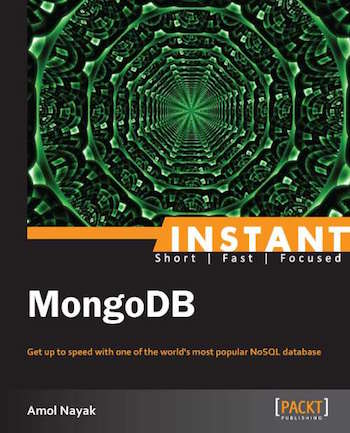 INSTANT
Short | Fast | Focused
MongoDB
Get up to speed with one of the world's most popular NoSQL database
Amol Nayak
[PACKT]
PUBLISHING